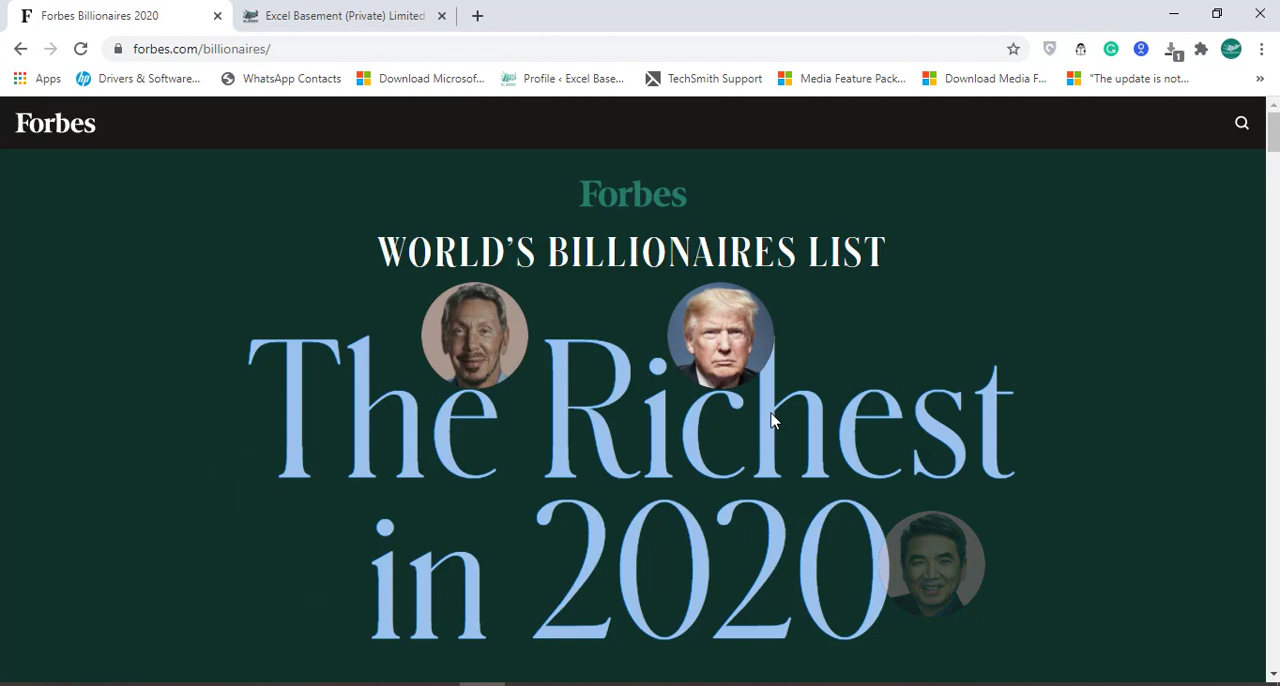 Forbes Billionaires 2020
Excel Basement (Private) Limited
forbes.com/billionaires/
1
Apps
Drivers & Software...
WhatsApp Contacts
Download Microsof...
Profile ‹ Excel Base...
TechSmith Support
Media Feature Pack...
Download Media F...
"The update is not...
Forbes
Forbes
WORLD'S BILLIONAIRES LIST
The Richest
in 2020